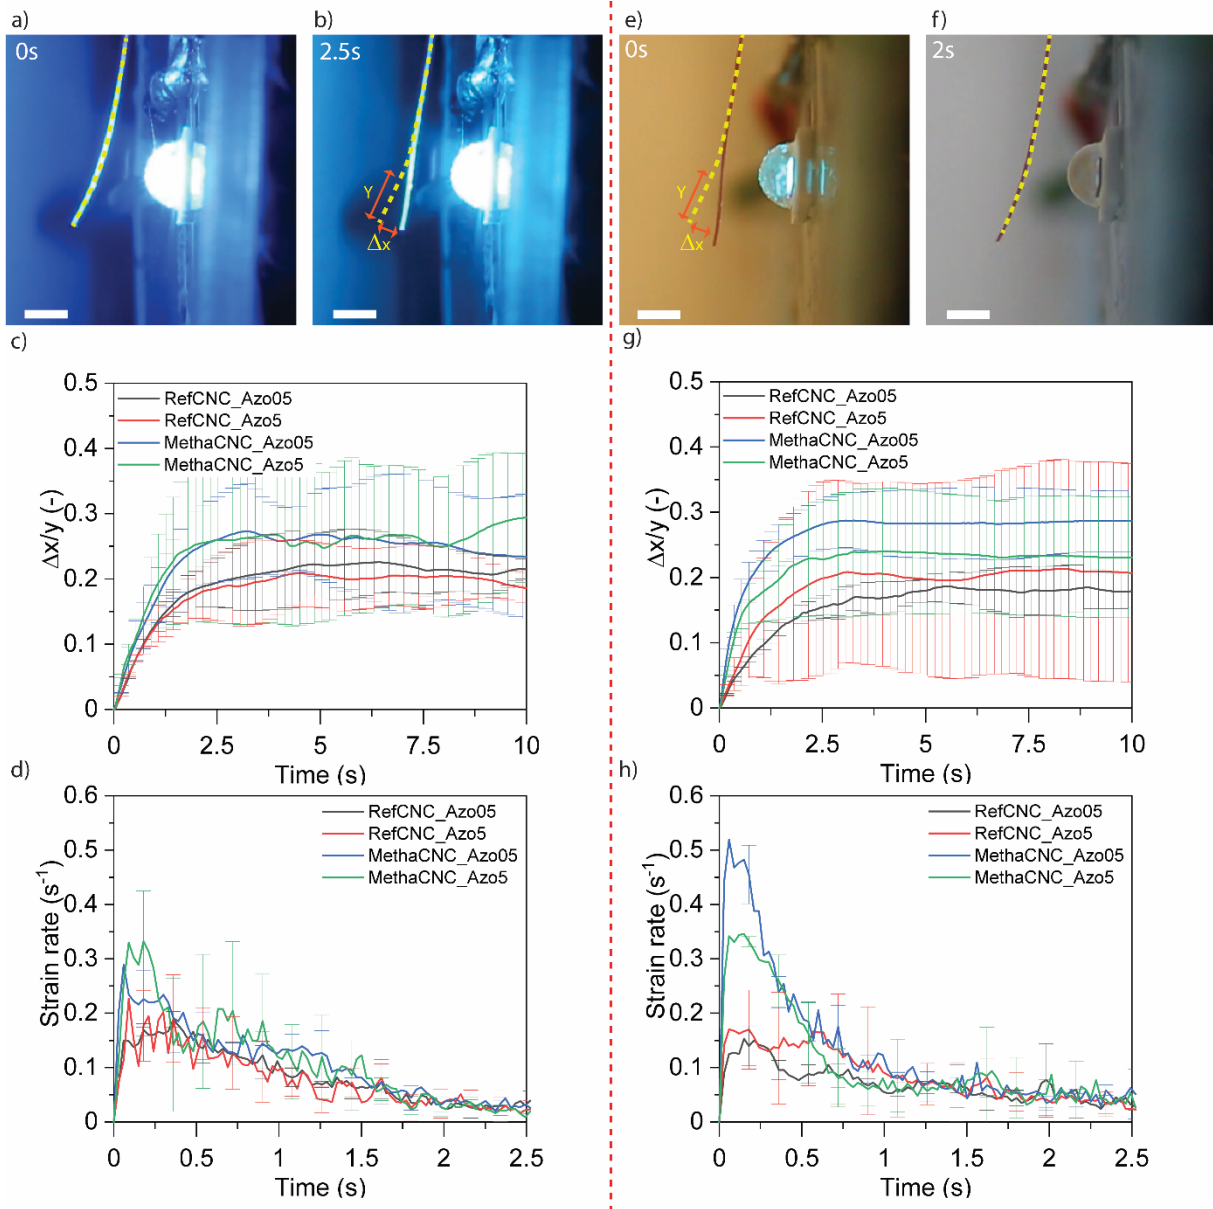 a)
0s
b)
2.5s
Y
Δx
e)
0s
Y
Δx
f)
2s
c)
0.5
0.4
0.3
0.2
0.1
0
Δx/y (-)
RefCNC_Azo05
RefCNC_Azo5
MethaCNC_Azo05
MethaCNC_Azo5
0 2.5 5 7.5 10
Time (s)
g)
0.5
0.4
0.3
0.2
0.1
0
Δx/y (-)
RefCNC_Azo05
RefCNC_Azo5
MethaCNC_Azo05
MethaCNC_Azo5
0 2.5 5 7.5 10
Time (s)
d)
0.6
0.5
0.4
0.3
0.2
0.1
0
Strain rate (s⁻¹)
RefCNC_Azo05
RefCNC_Azo5
MethaCNC_Azo05
MethaCNC_Azo5
0 0.5 1 1.5 2 2.5
Time (s)
h)
0.6
0.5
0.4
0.3
0.2
0.1
0
Strain rate (s⁻¹)
RefCNC_Azo05
RefCNC_Azo5
MethaCNC_Azo05
MethaCNC_Azo5
0 0.5 1 1.5 2 2.5
Time (s)